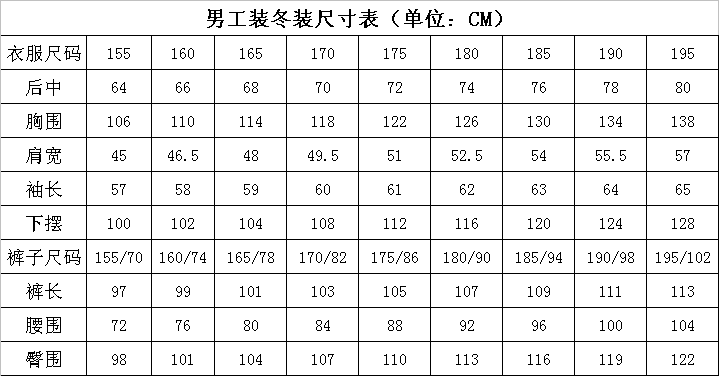 男工装冬装尺寸表（单位：CM）
衣服尺码 155 160 165 170 175 180 185 190 195
后中 64 66 68 70 72 74 76 78 80
胸围 106 110 114 118 122 126 130 134 138
肩宽 45 46.5 48 49.5 51 52.5 54 55.5 57
袖长 57 58 59 60 61 62 63 64 65
下摆 100 102 104 108 112 116 120 124 128
裤子尺码 155/70 160/74 165/78 170/82 175/86 180/90 185/94 190/98 195/102
裤长 97 99 101 103 105 107 109 111 113
腰围 72 76 80 84 88 92 96 100 104
臀围 98 101 104 107 110 113 116 119 122